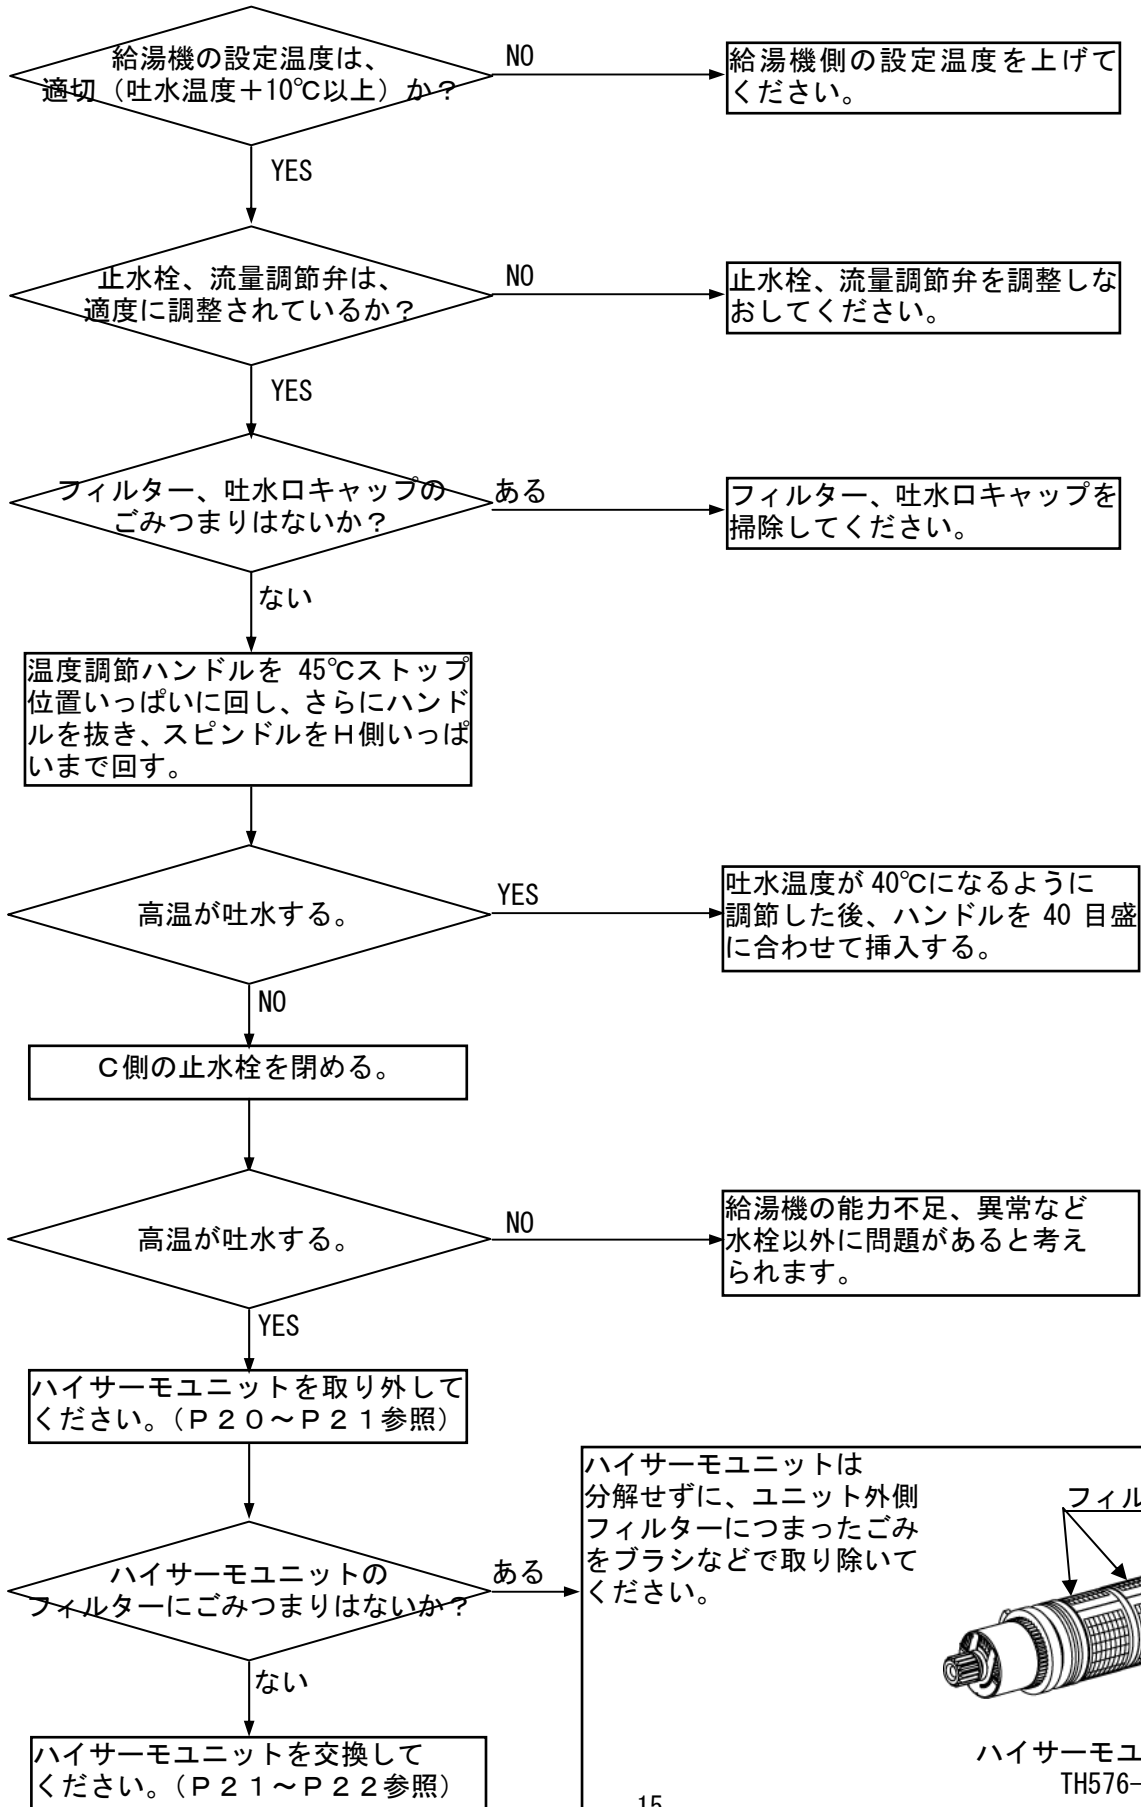 給湯機の設定温度は、
適切（吐水温度＋10℃以上）か？
NO
給湯機側の設定温度を上げて
ください。
YES
止水栓、流量調節弁は、
適度に調整されているか？
NO
止水栓、流量調節弁を調整しな
おしてください。
YES
フィルター、吐水口キャップの
ごみつまりはないか？
ある
フィルター、吐水口キャップを
掃除してください。
ない
温度調節ハンドルを 45℃ストップ
位置いっぱいに回し、さらにハンド
ルを抜き、スピンドルをＨ側いっぱ
いまで回す。
高温が吐水する。
YES
吐水温度が 40℃になるように
調節した後、ハンドルを 40 目盛
に合わせて挿入する。
NO
Ｃ側の止水栓を閉める。
高温が吐水する。
NO
給湯機の能力不足、異常など
水栓以外に問題があると考え
られます。
YES
ハイサーモユニットを取り外して
ください。（Ｐ２０～Ｐ２１参照）
ハイサーモユニットの
フィルターにごみつまりはないか？
ある
ハイサーモユニットは
分解せずに、ユニット外側
フィルターにつまったごみ
をブラシなどで取り除いて
ください。
フィル
ハイサーモユ
TH576-
ない
ハイサーモユニットを交換して
ください。（Ｐ２１～Ｐ２２参照）
15